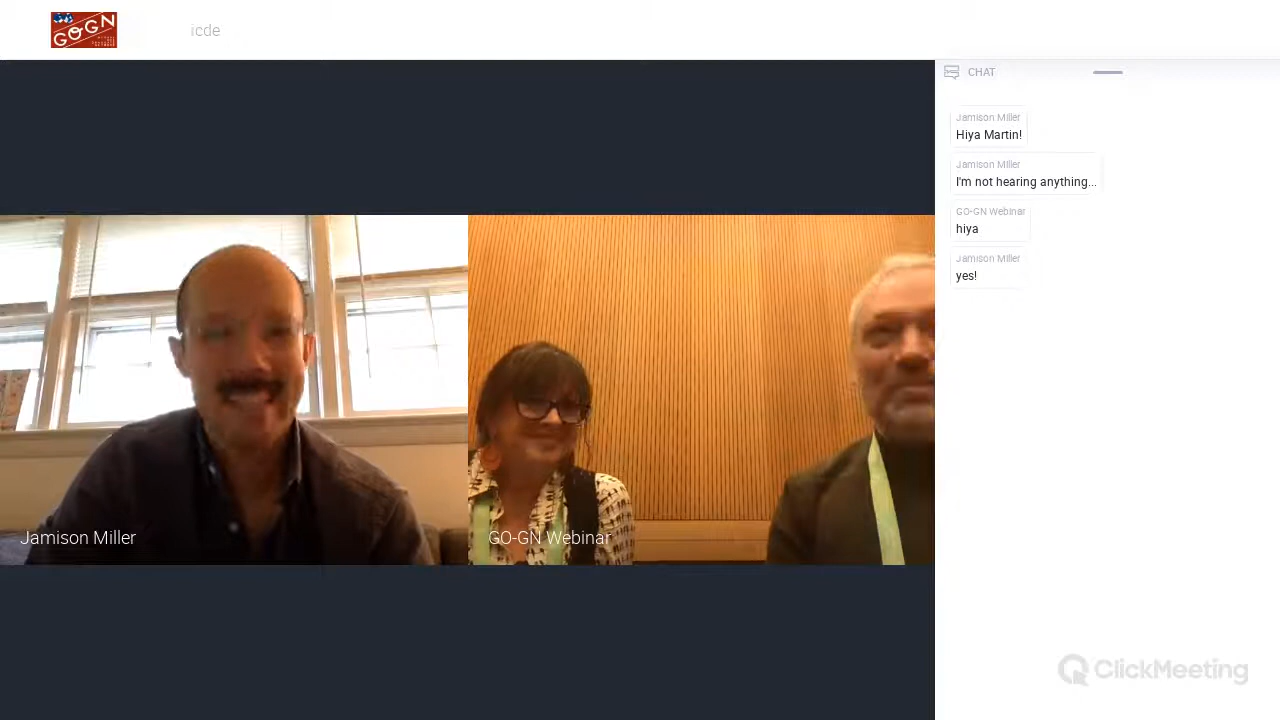 GO-GN
icde
CHAT
Jamison Miller
Hiya Martin!
Jamison Miller
I'm not hearing anything...
GO-GN Webinar
hiya
Jamison Miller
yes!
Jamison Miller
GO-GN Webinar
ClickMeeting